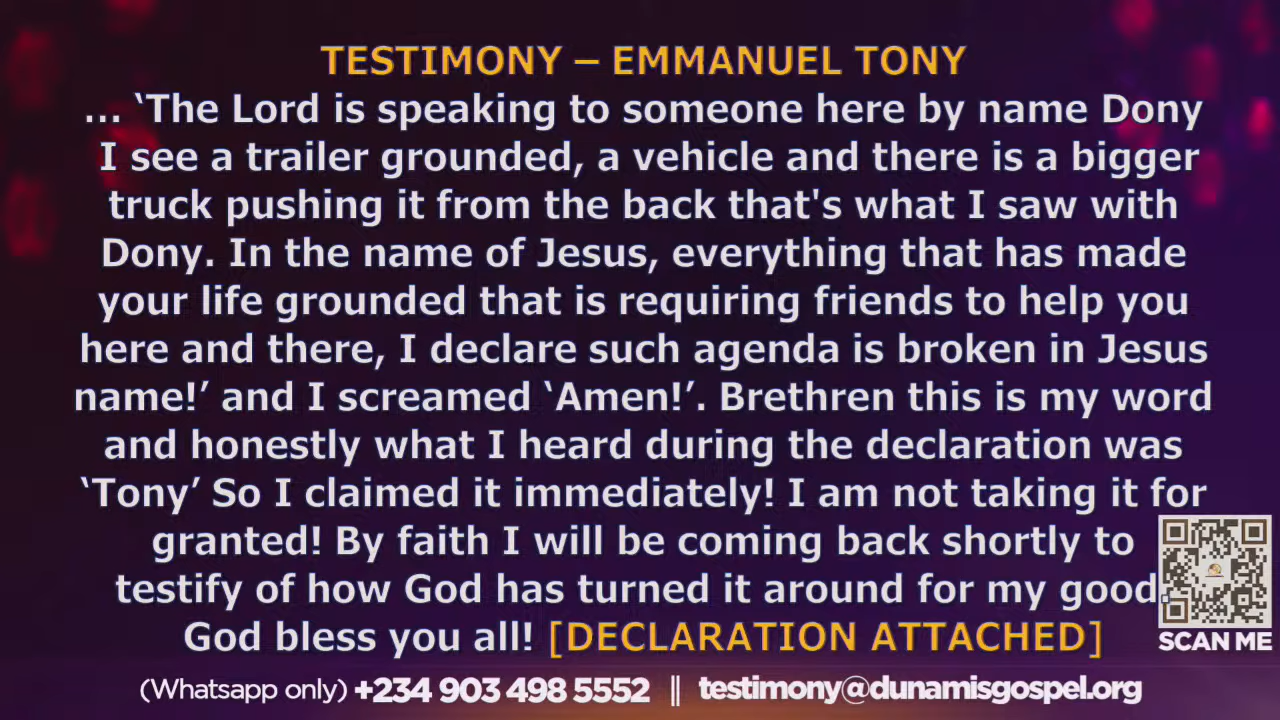 TESTIMONY – EMMANUEL TONY
... ‘The Lord is speaking to someone here by name Dony
I see a trailer grounded, a vehicle and there is a bigger
truck pushing it from the back that's what I saw with
Dony. In the name of Jesus, everything that has made
your life grounded that is requiring friends to help you
here and there, I declare such agenda is broken in Jesus
name!’ and I screamed ‘Amen!’. Brethren this is my word
and honestly what I heard during the declaration was
‘Tony’ So I claimed it immediately! I am not taking it for
granted! By faith I will be coming back shortly to
testify of how God has turned it around for my good.
God bless you all! [DECLARATION ATTACHED]
SCAN ME
(Whatsapp only) +234 903 498 5552 || testimony@dunamisgospel.org